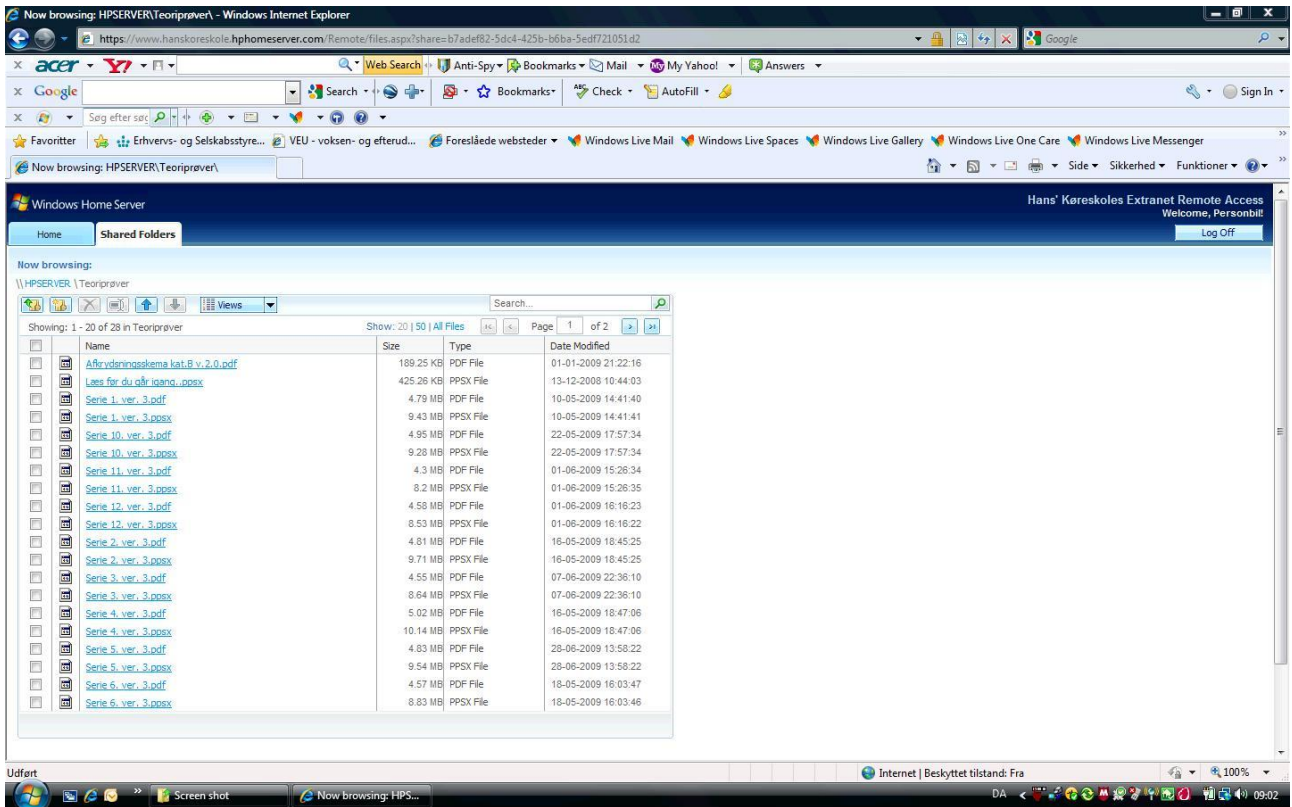 Now browsing: HPSERVER\Teoriprøver\ - Windows Internet Explorer
https://www.hanskoreskole.hphomeserver.com/Remote/files.aspx?share=b7adef82-5dc4-425b-b6ba-5edf721051d2 Google
acer Y! Web Search Anti-Spy Bookmarks Mail My Yahoo! Answers
Google Search Bookmarks Check AutoFill Sign In
Søg efter søg
Favoritter Erhvervs- og Selskabsstyre... VEU - voksen- og efterud... Foreslåede websteder Windows Live Mail Windows Live Spaces Windows Live Gallery Windows Live One Care Windows Live Messenger
Now browsing: HPSERVER\Teoriprøver\ Side Sikkerhed Funktioner
Windows Home Server Hans' Køreskoles Extranet Remote Access
Welcome, Personbil!
Home Shared Folders Log Off
Now browsing:
\\ HPSERVER \ Teoriprøver
Views Search...
Showing: 1 - 20 of 28 in Teoriprøver Show: 20 | 50 | All Files Page 1 of 2
Name Size Type Date Modified
Afkrydsningsskema kat.B v.2.0.pdf 189.25 KB PDF File 01-01-2009 21:22:16
Læs før du går igang..ppsx 425.26 KB PPSX File 13-12-2008 10:44:03
Serie 1. ver. 3.pdf 4.79 MB PDF File 10-05-2009 14:41:40
Serie 1. ver. 3.ppsx 9.43 MB PPSX File 10-05-2009 14:41:41
Serie 10. ver. 3.pdf 4.95 MB PDF File 22-05-2009 17:57:34
Serie 10. ver. 3.ppsx 9.28 MB PPSX File 22-05-2009 17:57:34
Serie 11. ver. 3.pdf 4.3 MB PDF File 01-06-2009 15:26:34
Serie 11. ver. 3.ppsx 8.2 MB PPSX File 01-06-2009 15:26:35
Serie 12. ver. 3.pdf 4.58 MB PDF File 01-06-2009 16:16:23
Serie 12. ver. 3.ppsx 8.53 MB PPSX File 01-06-2009 16:16:22
Serie 2. ver. 3.pdf 4.81 MB PDF File 16-05-2009 18:45:25
Serie 2. ver. 3.ppsx 9.71 MB PPSX File 16-05-2009 18:45:25
Serie 3. ver. 3.pdf 4.55 MB PDF File 07-06-2009 22:36:10
Serie 3. ver. 3.ppsx 8.64 MB PPSX File 07-06-2009 22:36:10
Serie 4. ver. 3.pdf 5.02 MB PDF File 16-05-2009 18:47:06
Serie 4. ver. 3.ppsx 10.14 MB PPSX File 16-05-2009 18:47:06
Serie 5. ver. 3.pdf 4.83 MB PDF File 28-06-2009 13:58:22
Serie 5. ver. 3.ppsx 9.54 MB PPSX File 28-06-2009 13:58:22
Serie 6. ver. 3.pdf 4.57 MB PDF File 18-05-2009 16:03:47
Serie 6. ver. 3.ppsx 8.83 MB PPSX File 18-05-2009 16:03:46
Udført Internet | Beskyttet tilstand: Fra 100%
Screen shot Now browsing: HPS... DA 09:02